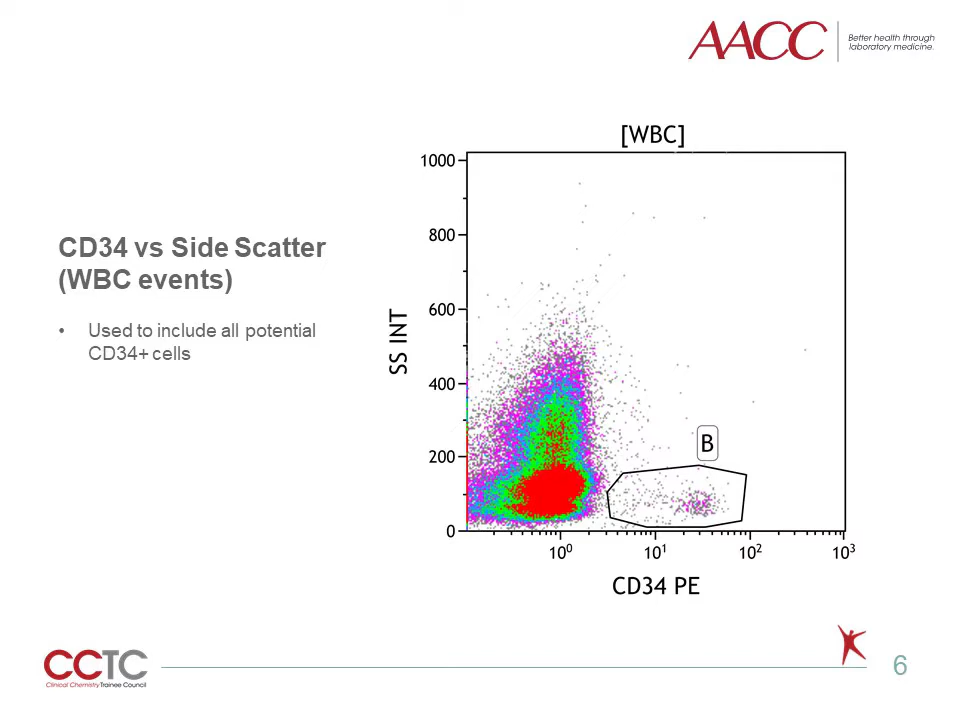 AACC
Better health through
laboratory medicine.
[WBC]
1000
800
600
400
200
0
SS INT
B
10⁰ 10¹ 10² 10³
CD34 PE
CD34 vs Side Scatter
(WBC events)
• Used to include all potential
CD34+ cells
CCTC
Clinical Chemistry Trainee Council
6